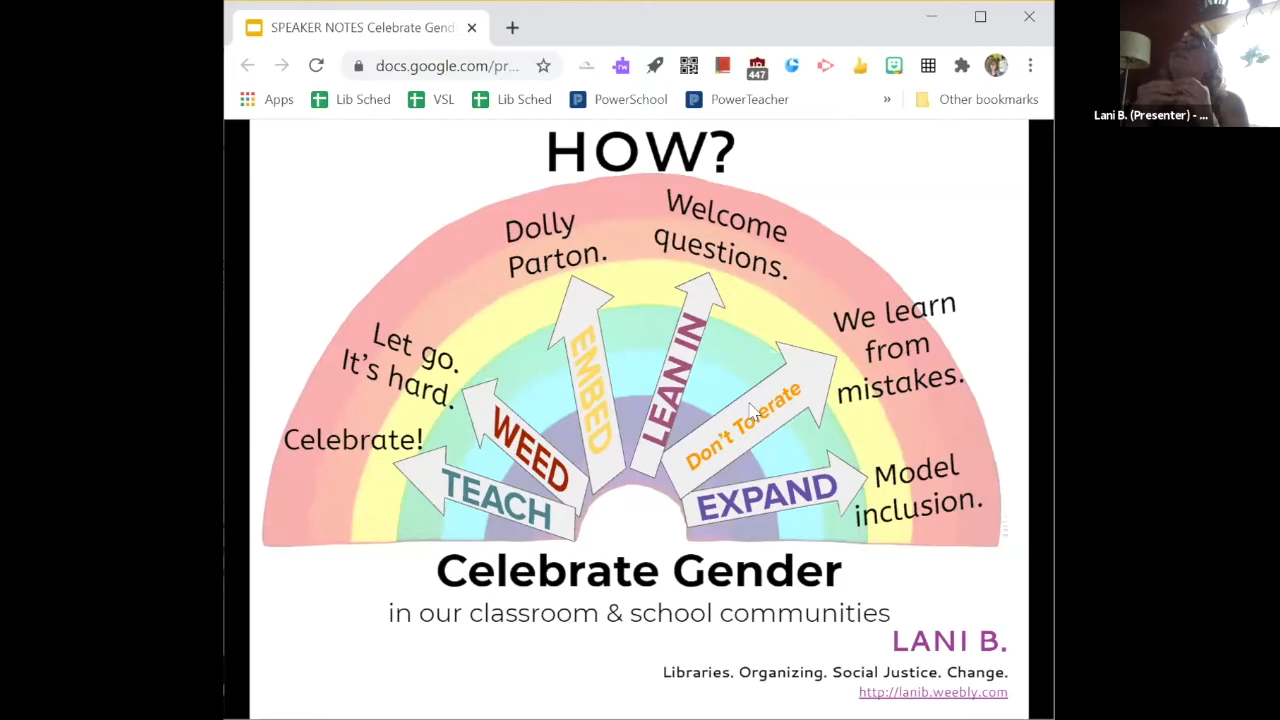 SPEAKER NOTES Celebrate Gend
docs.google.com/pr...
rw
447
Apps
Lib Sched
VSL
Lib Sched
PowerSchool
PowerTeacher
»
Other bookmarks
Lani B. (Presenter) - ...
HOW?
Dolly
Parton.
Welcome
questions.
Let go.
It's hard.
We learn
from
mistakes.
Celebrate!
Model
inclusion.
TEACH
WEED
EMBED
LEAN IN
Don't Tolerate
EXPAND
Celebrate Gender
in our classroom & school communities
LANI B.
Libraries. Organizing. Social Justice. Change.
http://lanib.weebly.com